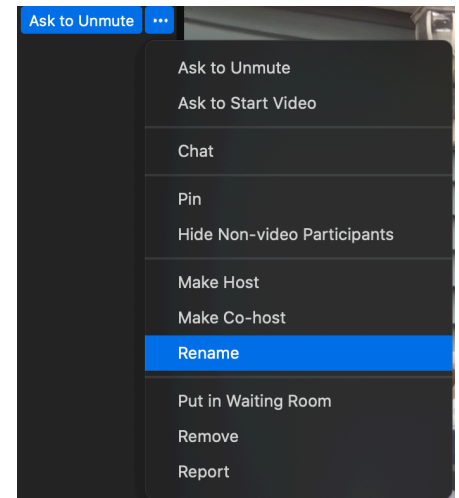 Ask to Unmute ···
Ask to Unmute
Ask to Start Video
Chat
Pin
Hide Non-video Participants
Make Host
Make Co-host
Rename
Put in Waiting Room
Remove
Report